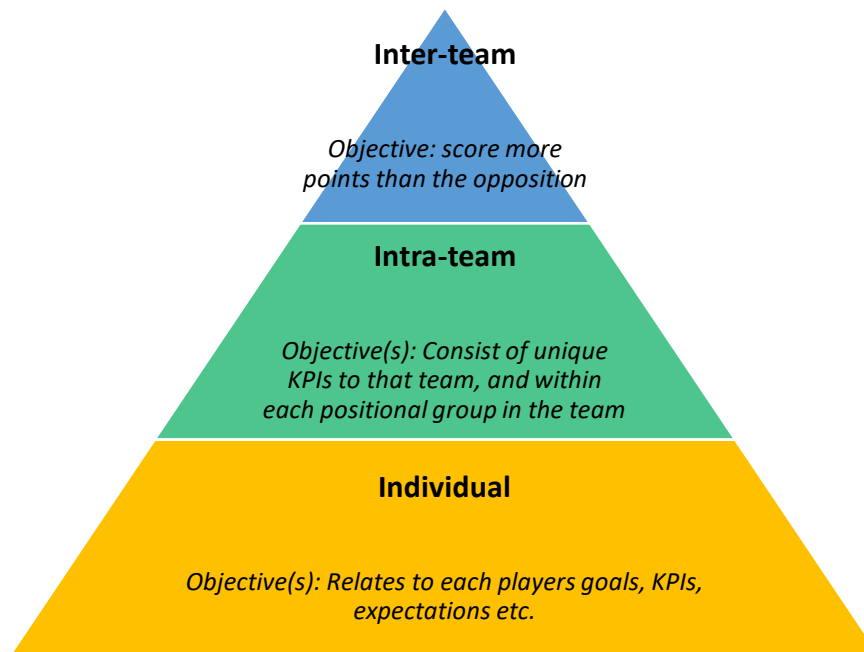 Inter-team
Objective: score more
points than the opposition
Intra-team
Objective(s): Consist of unique
KPIs to that team, and within
each positional group in the team
Individual
Objective(s): Relates to each players goals, KPIs,
expectations etc.